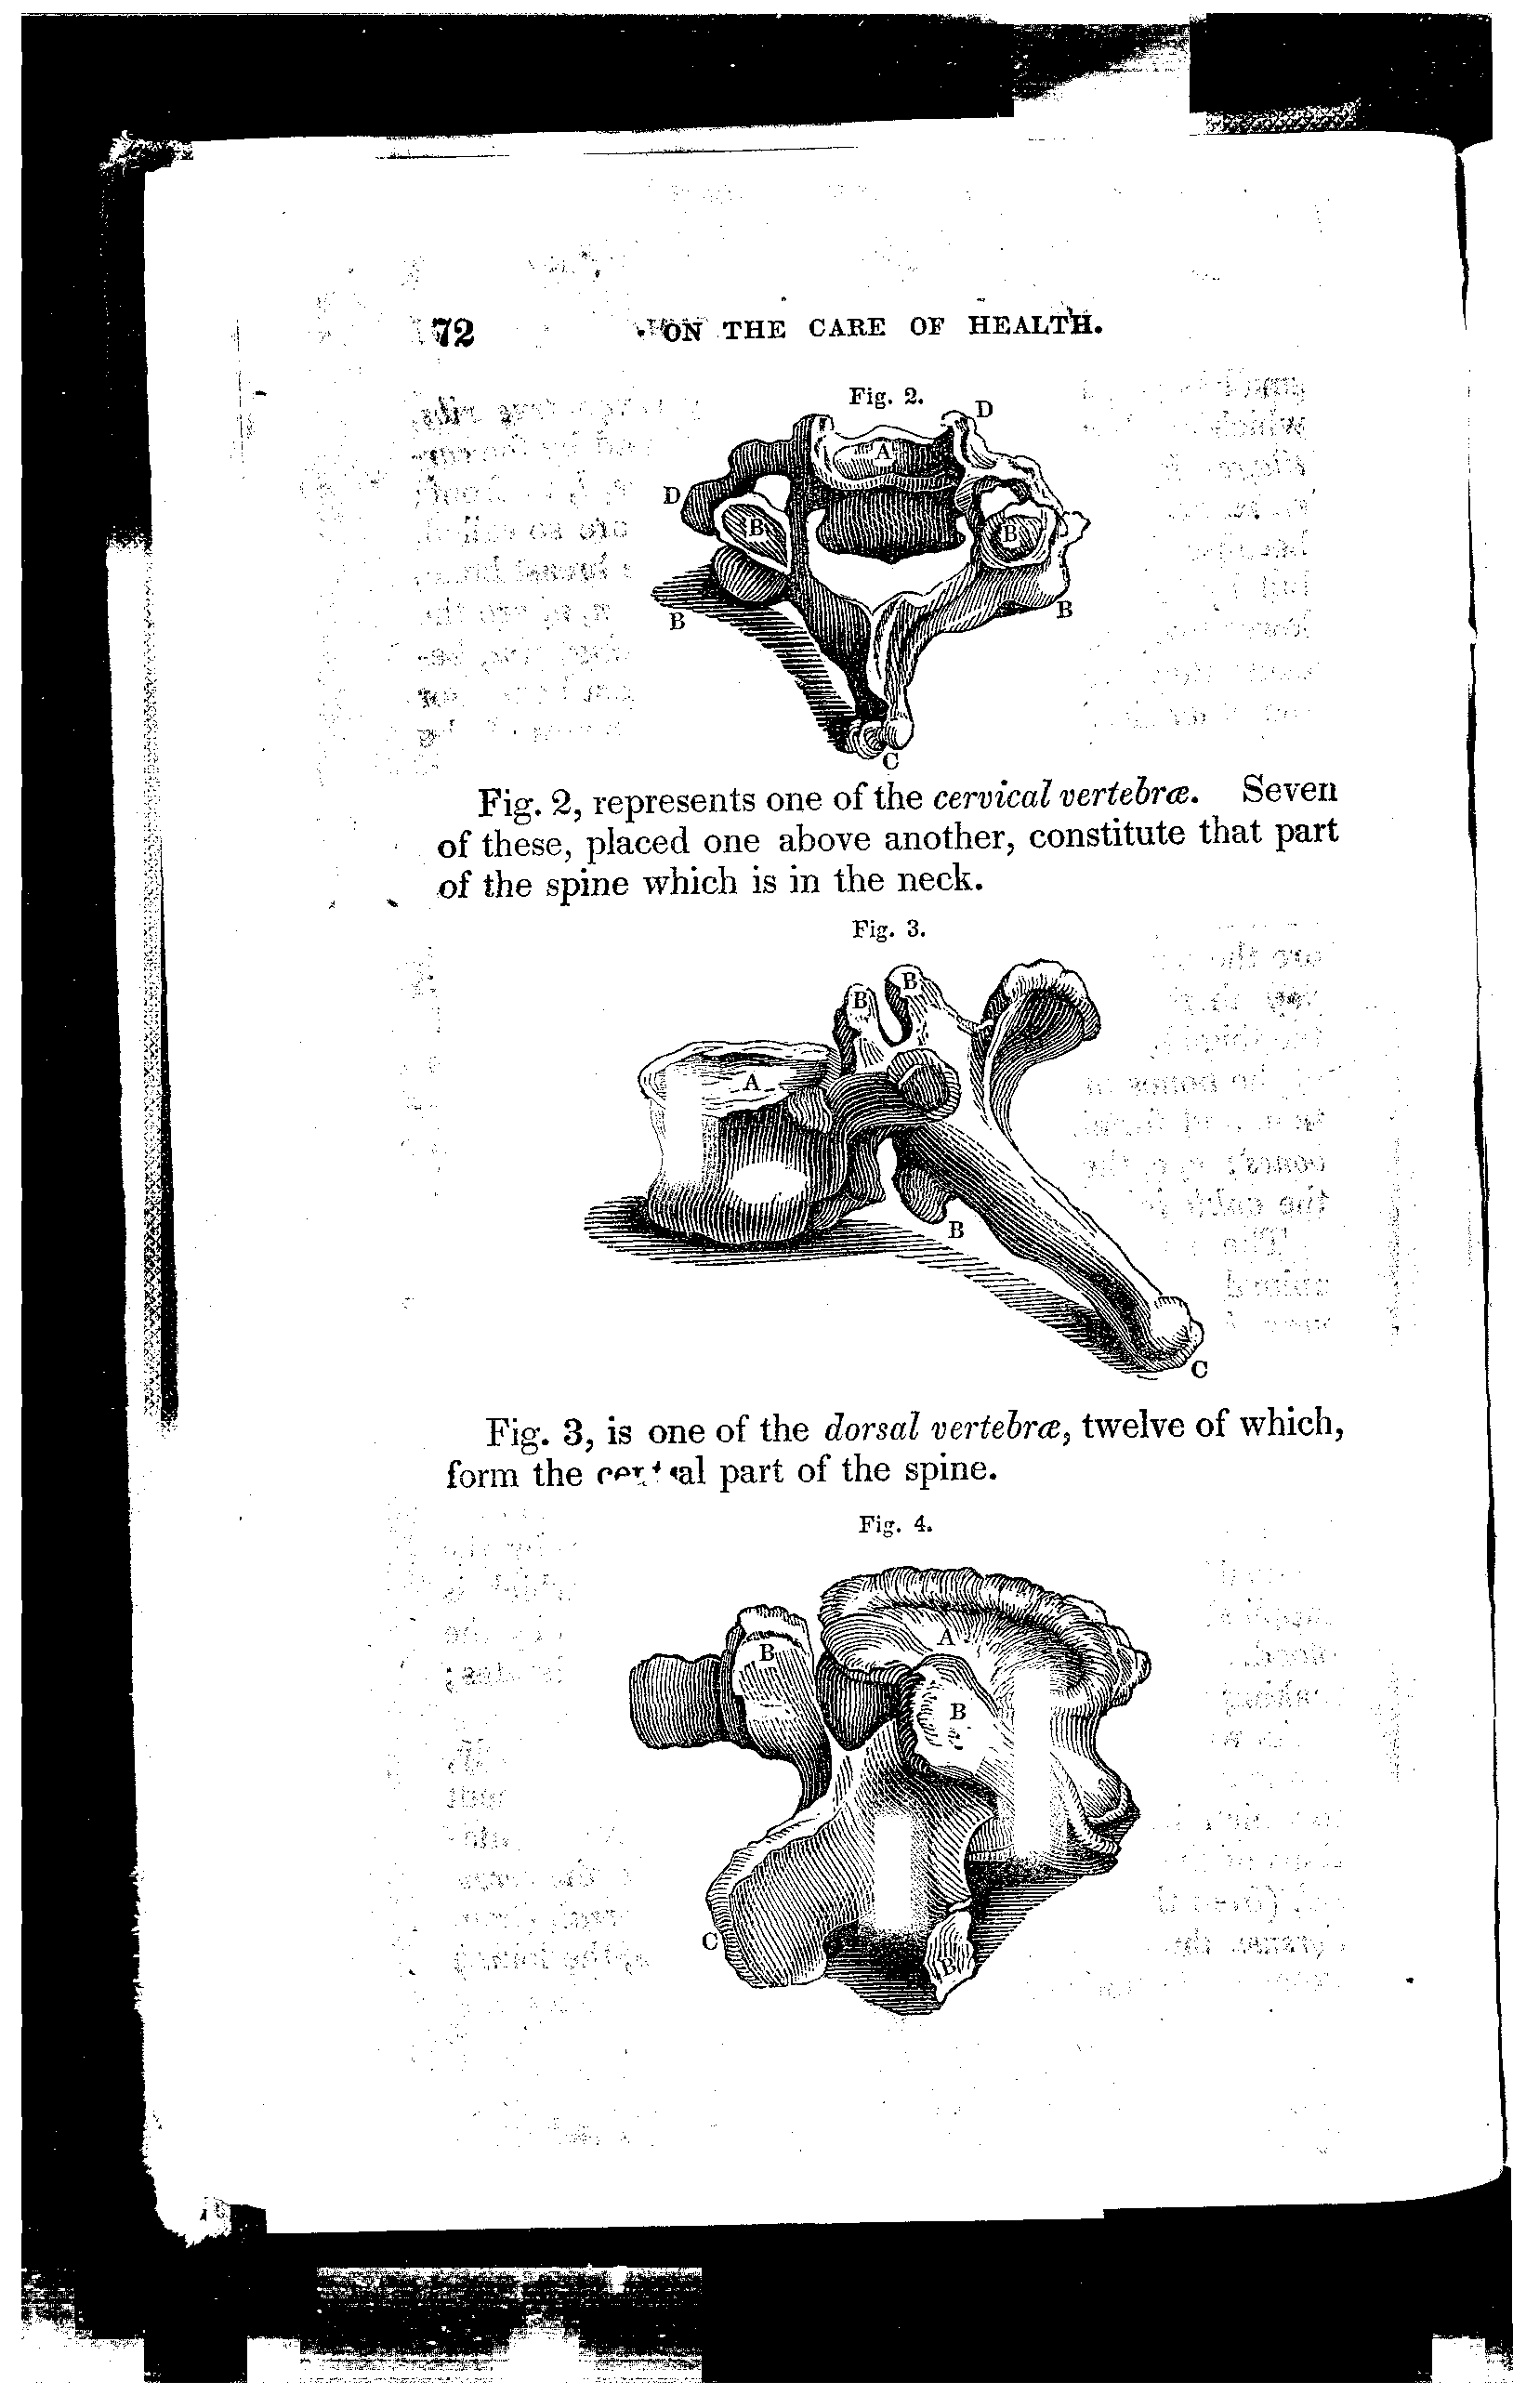 72
ON THE CARE OF HEALTH.
Fig. 2.
D
A
D
B
B
B
B
C
Fig. 2, represents one of the cervical vertebræ. Seven
of these, placed one above another, constitute that part
of the spine which is in the neck.
Fig. 3.
B
B
A
B
C
Fig. 3, is one of the dorsal vertebræ, twelve of which,
form the part of the spine.
Fig. 4.
A
B
B
C
B